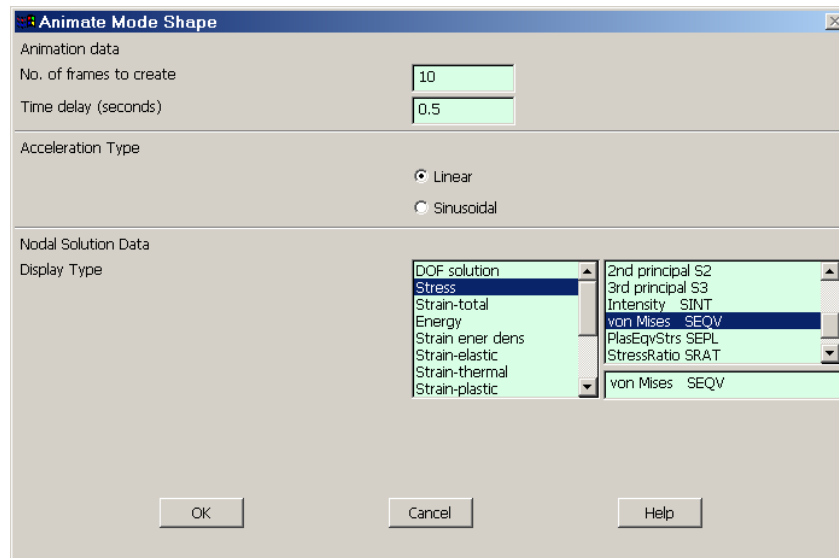 Animate Mode Shape
Animation data
No. of frames to create
10
Time delay (seconds)
0.5
Acceleration Type
Linear
Sinusoidal
Nodal Solution Data
Display Type
DOF solution
Stress
Strain-total
Energy
Strain ener dens
Strain-elastic
Strain-thermal
Strain-plastic
2nd principal S2
3rd principal S3
Intensity SINT
von Mises SEQV
PlasEqvStrs SEPL
StressRatio SRAT
von Mises SEQV
OK
Cancel
Help